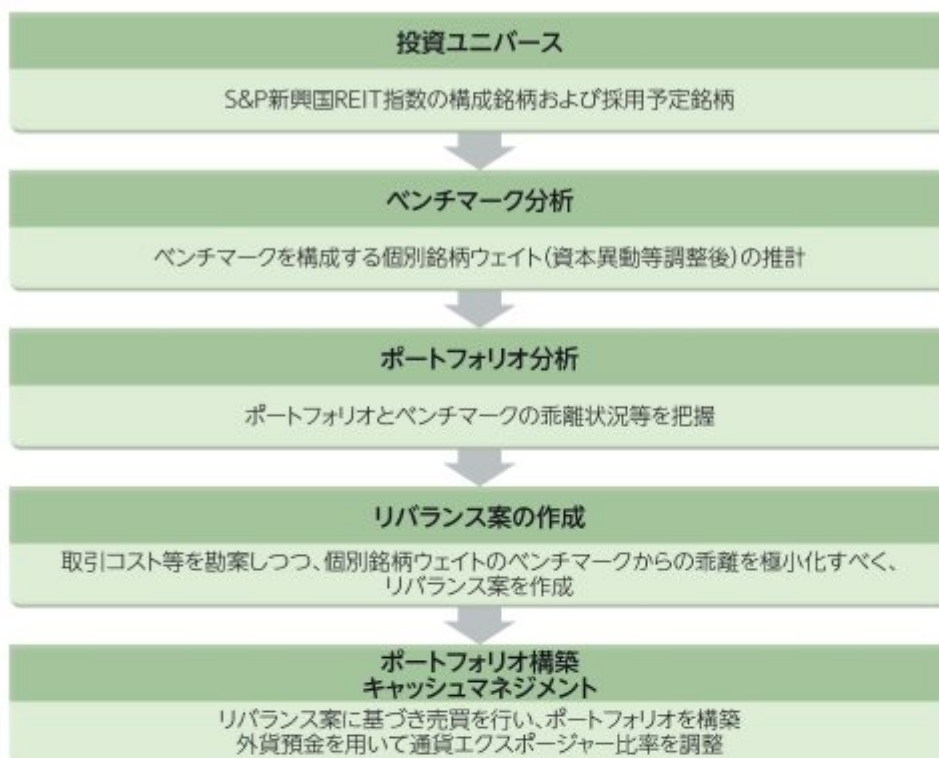 投資ユニバース
S&P新興国REIT指数の構成銘柄および採用予定銘柄
ベンチマーク分析
ベンチマークを構成する個別銘柄ウェイト(資本異動等調整後)の推計
ポートフォリオ分析
ポートフォリオとベンチマークの乖離状況等を把握
リバランス案の作成
取引コスト等を勘案しつつ、個別銘柄ウェイトのベンチマークからの乖離を極小化すべく、
リバランス案を作成
ポートフォリオ構築
キャッシュマネジメント
リバランス案に基づき売買を行い、ポートフォリオを構築
外貨預金を用いて通貨エクスポージャー比率を調整